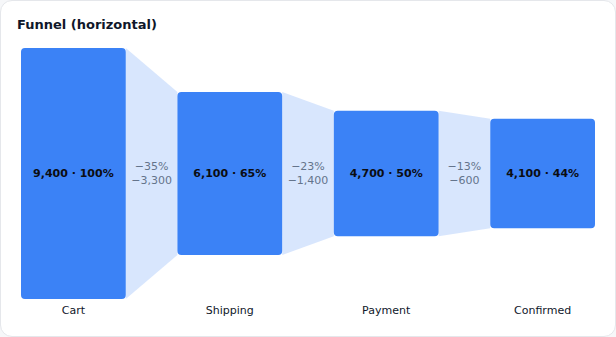 Funnel (horizontal)
9,400 · 100%
−35%
−3,300
6,100 · 65%
−23%
−1,400
4,700 · 50%
−13%
−600
4,100 · 44%
Cart
Shipping
Payment
Confirmed